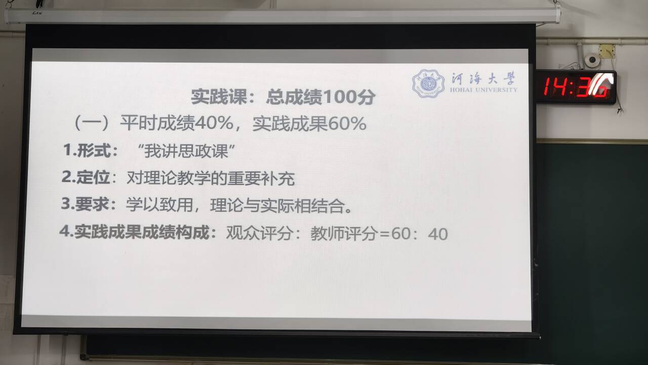 河海大学
HOHAI UNIVERSITY
实践课：总成绩100分
（一）平时成绩40%，实践成果60%
1.形式：“我讲思政课”
2.定位：对理论教学的重要补充
3.要求：学以致用，理论与实际相结合。
4.实践成果成绩构成：观众评分：教师评分=60：40